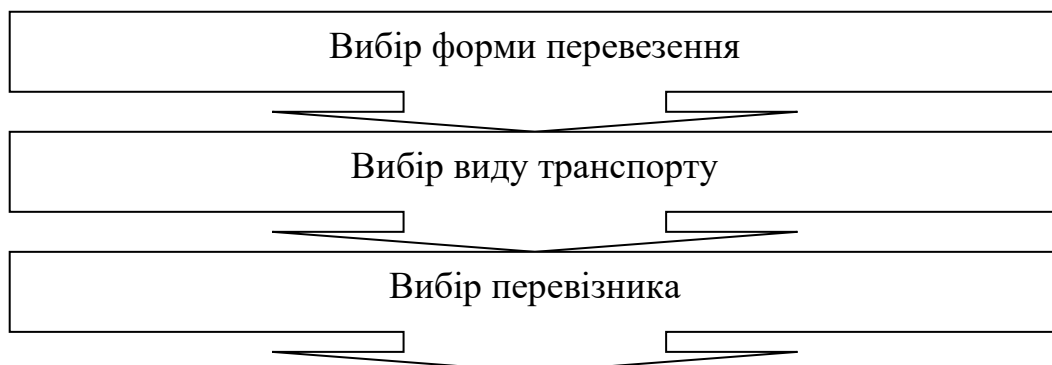 Вибір форми перевезення
Вибір виду транспорту
Вибір перевізника